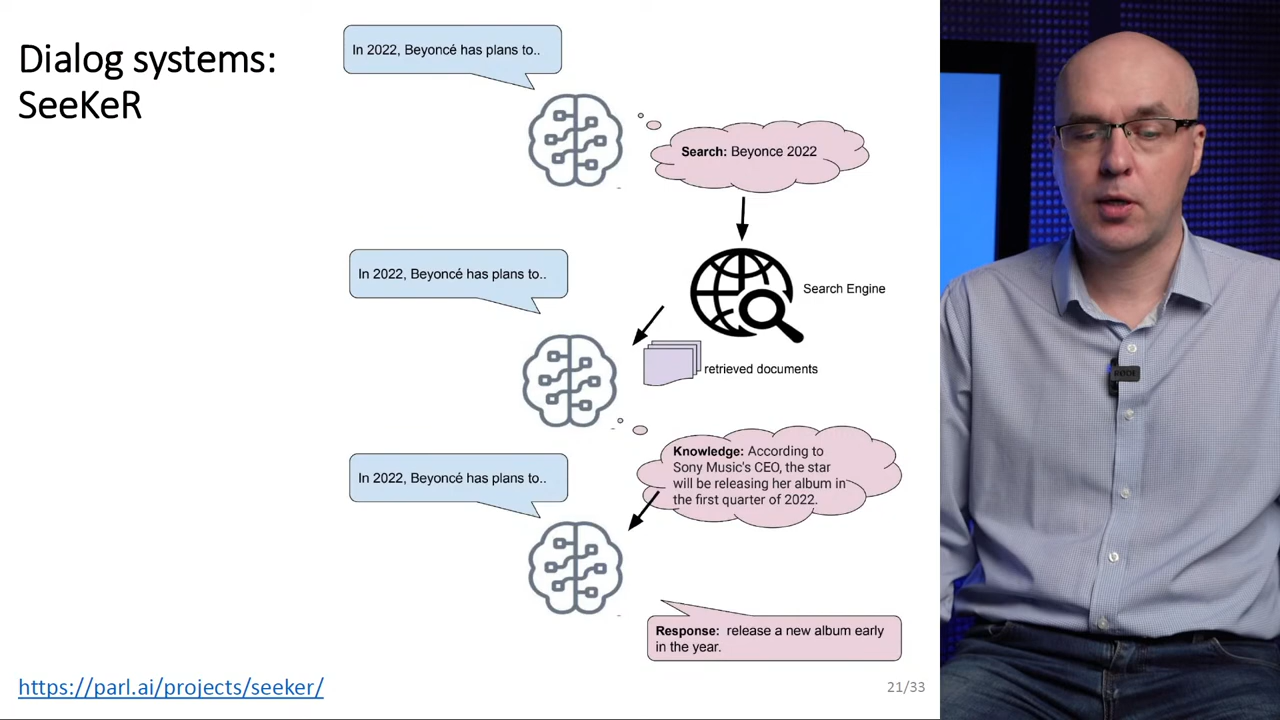 Dialog systems:
SeeKeR
In 2022, Beyoncé has plans to..
Search: Beyonce 2022
In 2022, Beyoncé has plans to..
Search Engine
retrieved documents
Knowledge: According to
Sony Music's CEO, the star
will be releasing her album in
the first quarter of 2022.
In 2022, Beyoncé has plans to..
Response: release a new album early
in the year.
https://parl.ai/projects/seeker/
21/33
RODE